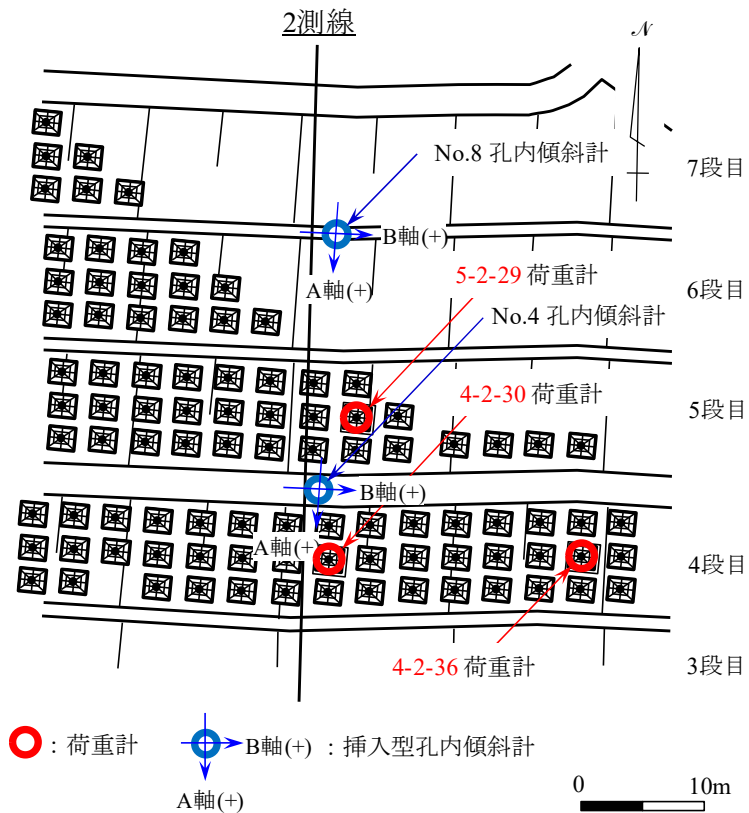 2測線
N
No.8 孔内傾斜計
7段目
B軸(+)
A軸(+)
5-2-29 荷重計
6段目
No.4 孔内傾斜計
4-2-30 荷重計
5段目
B軸(+)
A軸(+)
4段目
4-2-36 荷重計
3段目
: 荷重計
B軸(+)
: 挿入型孔内傾斜計
A軸(+)
0 10m